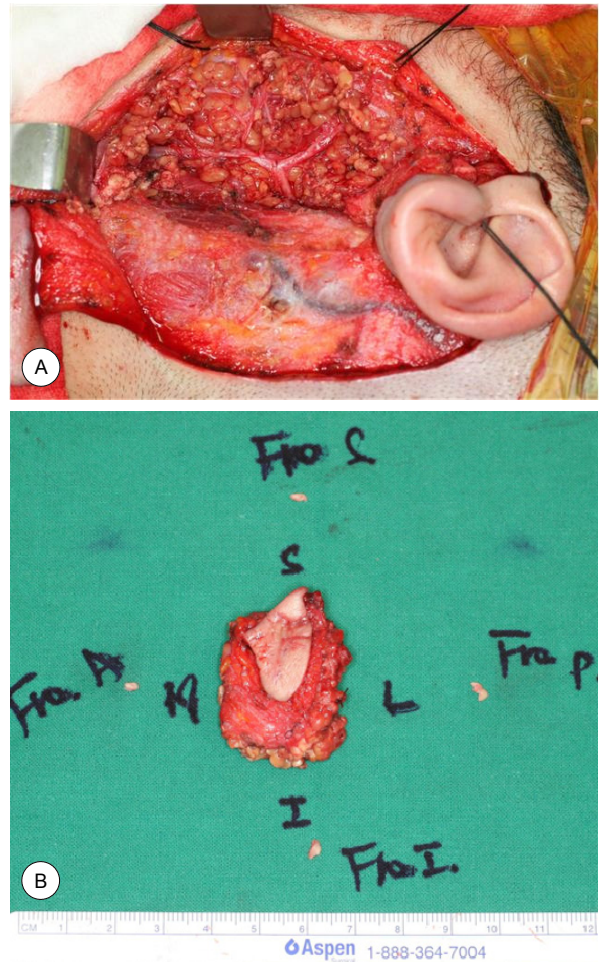 A
Fro S
S
Fro. A
M
L
Fro P.
I
Fro I.
B
CM 1 2 3 4 5 6 7 8 9 10 11 12
Aspen 1-888-364-7004
Surgical